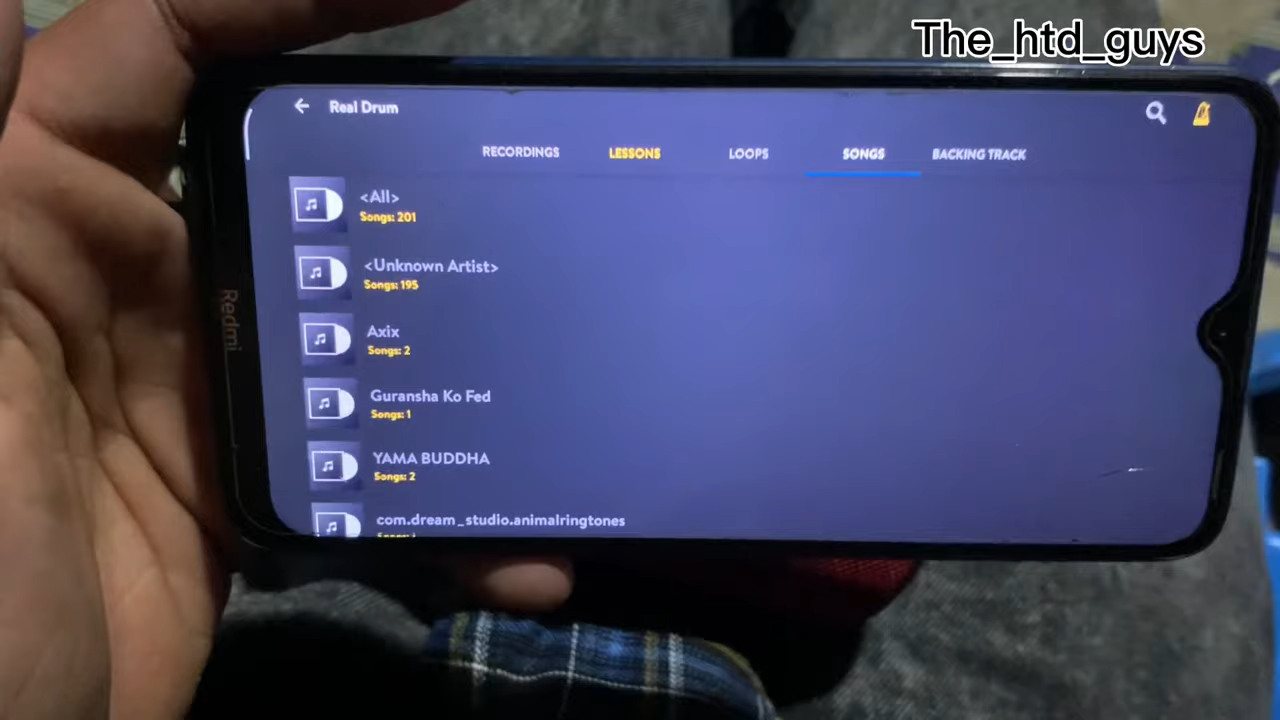 The_htd_guys
Real Drum
RECORDINGS LESSONS LOOPS SONGS BACKING TRACK
<All>
Songs: 201
<Unknown Artist>
Songs: 195
Axix
Songs: 2
Guransha Ko Fed
Songs: 1
YAMA BUDDHA
Songs: 2
com.dream_studio.animalringtones
Redmi